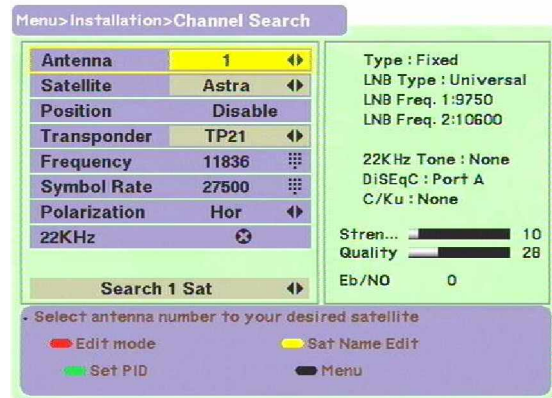 Menu>Installation>Channel Search
Antenna 1
Satellite Astra
Position Disable
Transponder TP21
Frequency 11836
Symbol Rate 27500
Polarization Hor
22KHz
Search 1 Sat
Type : Fixed
LNB Type : Universal
LNB Freq. 1:9750
LNB Freq. 2:10600
22KHz Tone : None
DiSEqC : Port A
C/Ku : None
Stren... 10
Quality 28
Eb/N0 0
- Select antenna number to your desired satellite
Edit mode Sat Name Edit
Set PID Menu